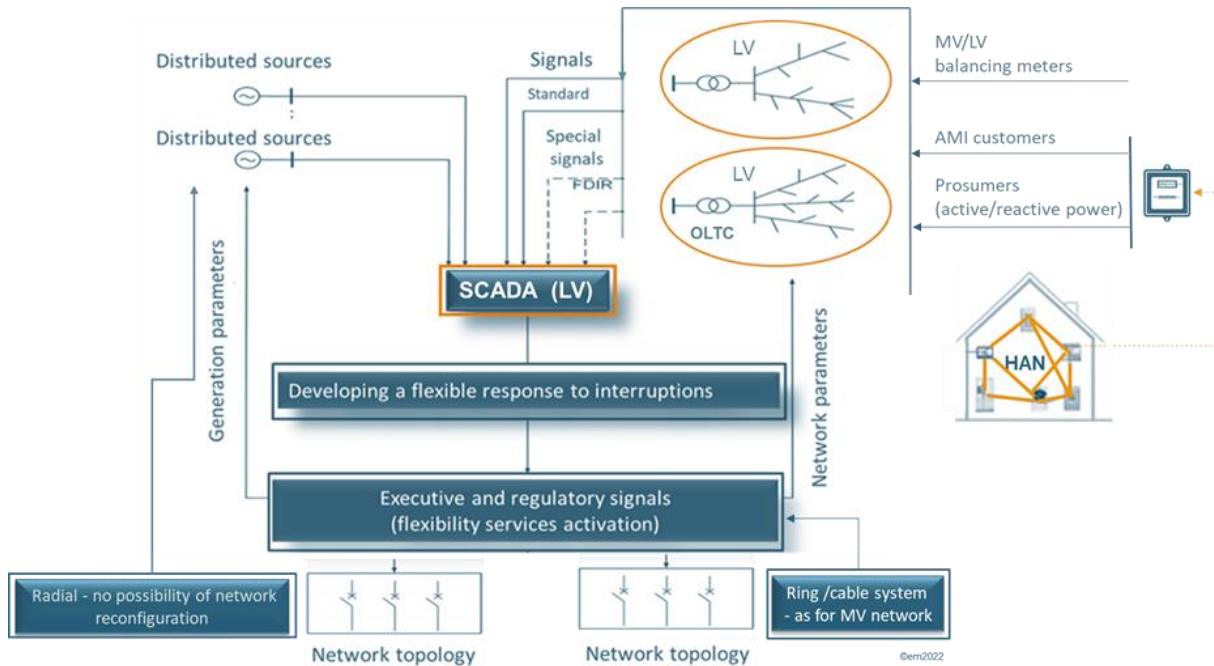 Distributed sources
Distributed sources
Signals
Standard
Special
signals
FDIR
LV
LV
OLTC
MV/LV
balancing meters
AMI customers
Prosumers
(active/reactive power)
SCADA (LV)
HAN
Generation parameters
Network parameters
Developing a flexible response to interruptions
Executive and regulatory signals
(flexibility services activation)
Radial - no possibility of network
reconfiguration
Ring /cable system
- as for MV network
Network topology
Network topology
©em2022